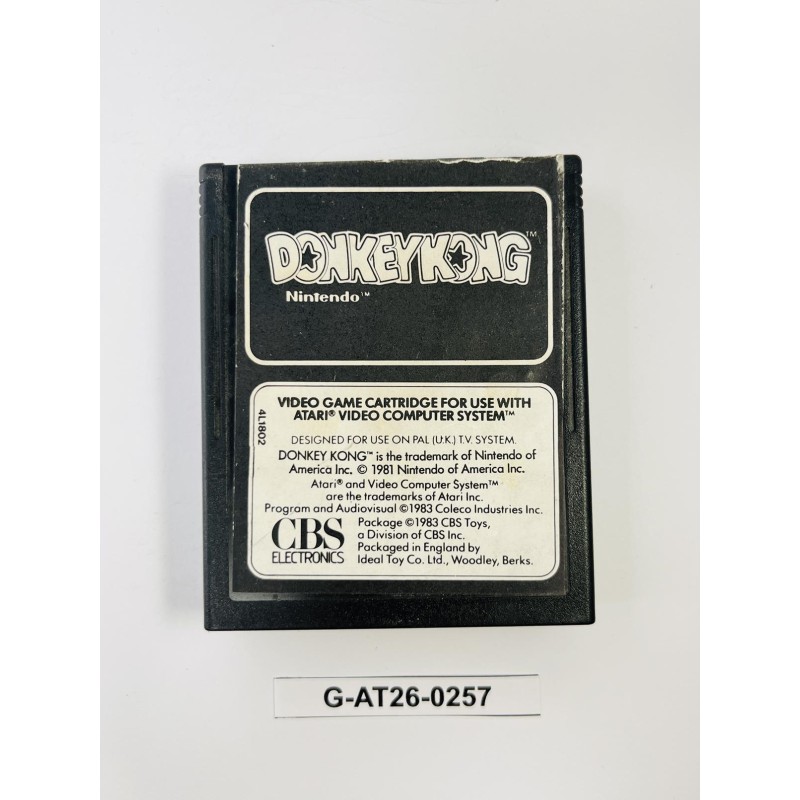 DONKEY KONG™
Nintendo™
VIDEO GAME CARTRIDGE FOR USE WITH
ATARI® VIDEO COMPUTER SYSTEM™
4L1802
DESIGNED FOR USE ON PAL (U.K.) T.V. SYSTEM.
DONKEY KONG™ is the trademark of Nintendo of
America Inc. © 1981 Nintendo of America Inc.
Atari® and Video Computer System™
are the trademarks of Atari Inc.
Program and Audiovisual ©1983 Coleco Industries Inc.
CBS
ELECTRONICS
Package ©1983 CBS Toys,
a Division of CBS Inc.
Packaged in England by
Ideal Toy Co. Ltd., Woodley, Berks.
G-AT26-0257